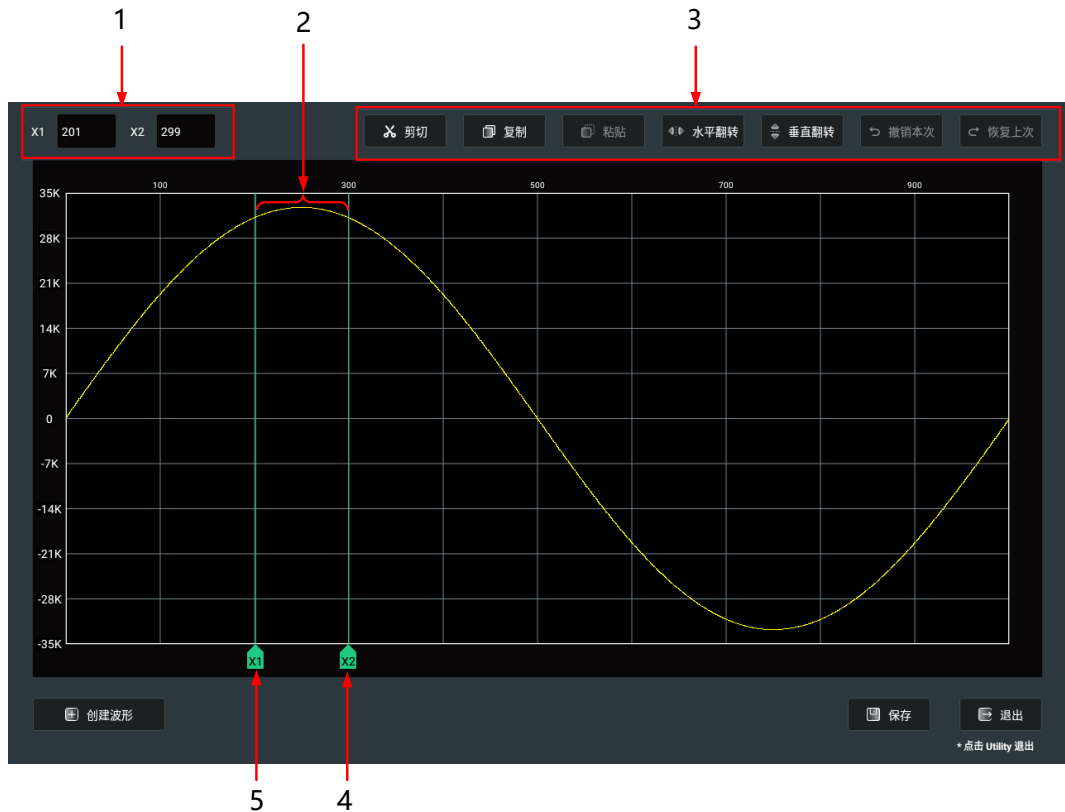 1 2 3
X1 201 X2 299 剪切 复制 粘贴 水平翻转 垂直翻转 撤销本次 恢复上次
100 300 500 700 900
35K
28K
21K
14K
7K
0
-7K
-14K
-21K
-28K
-35K
X1 X2
创建波形 保存 退出
* 点击 Utility 退出
5 4